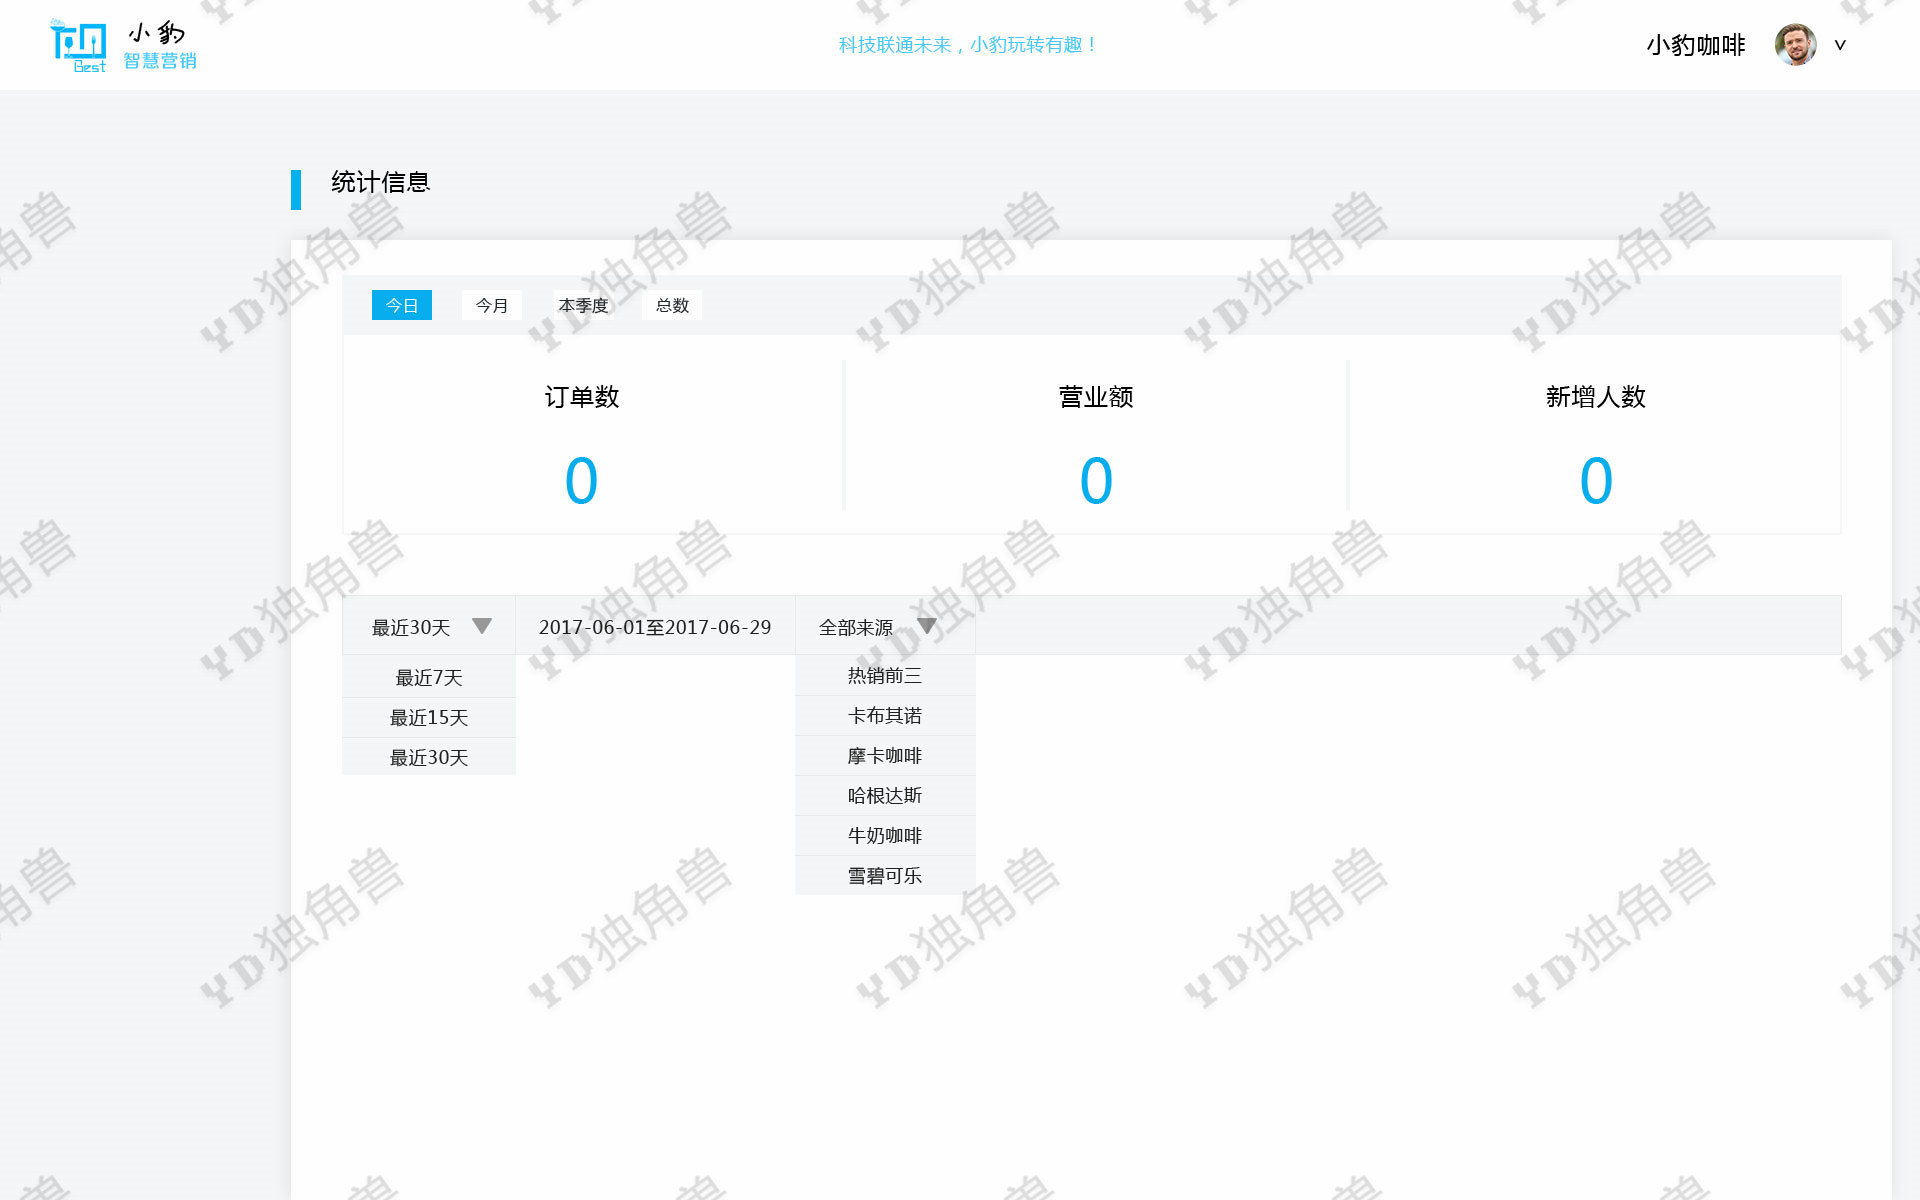 小豹
智慧营销
Best
科技联通未来，小豹玩转有趣！
小豹咖啡
统计信息
今日 今月 本季度 总数
订单数 营业额 新增人数
0 0 0
最近30天 2017-06-01至2017-06-29 全部来源
最近7天
最近15天
最近30天
热销前三
卡布其诺
摩卡咖啡
哈根达斯
牛奶咖啡
雪碧可乐
YD独角兽